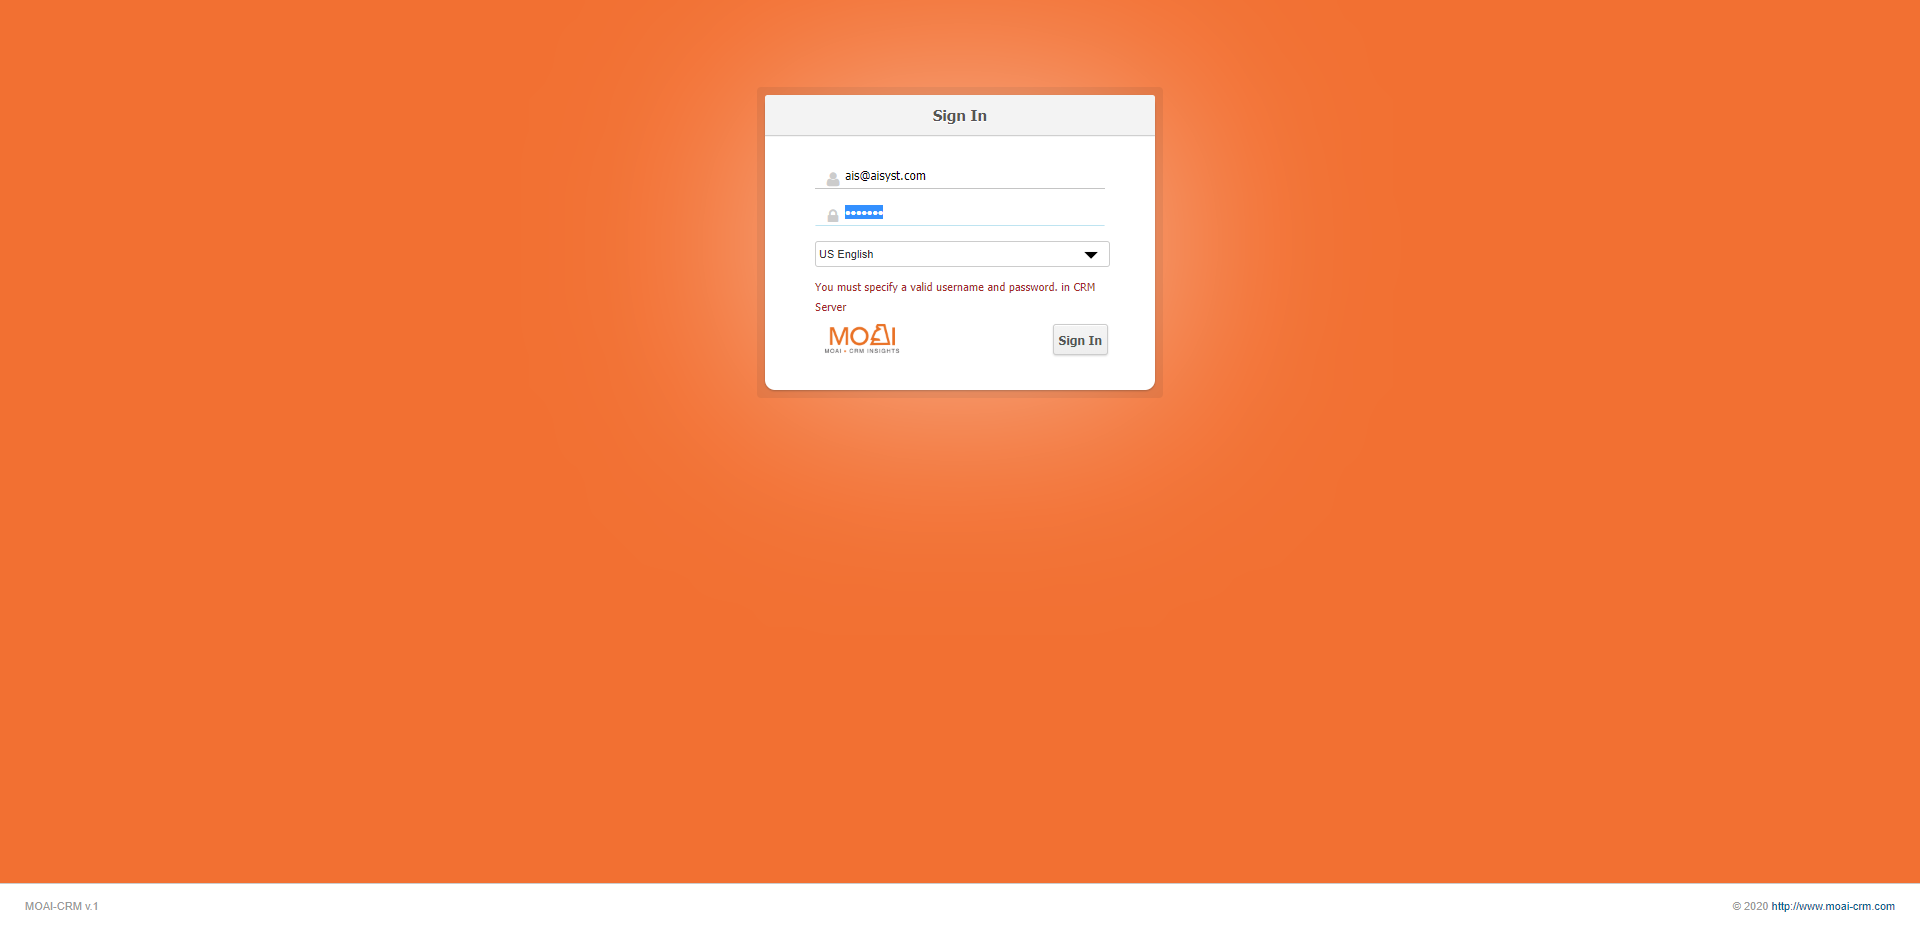 Sign In
ais@aisyst.com
•••••••
US English
You must specify a valid username and password. in CRM
Server
MOAI
MOAI • CRM INSIGHTS
Sign In
MOAI-CRM v.1
© 2020 http://www.moai-crm.com